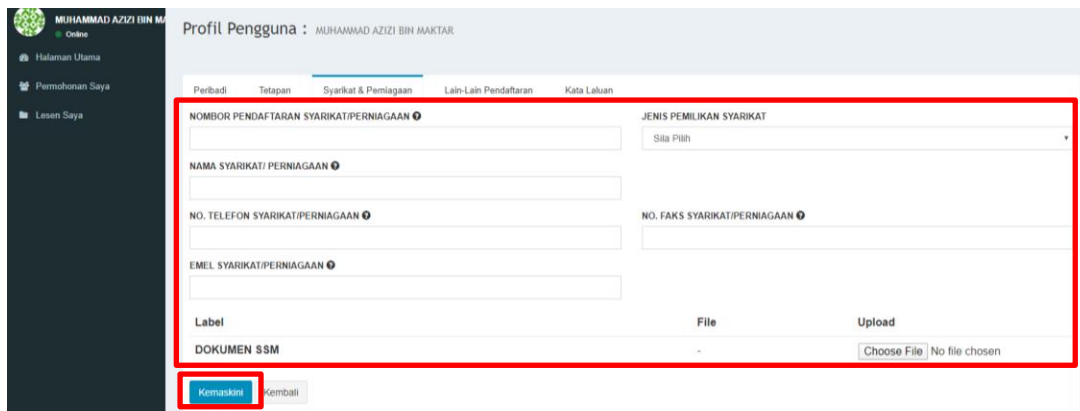 MUHAMMAD AZIZI BIN MA
Online
Profil Pengguna : MUHAMMAD AZIZI BIN MAKTAR
Halaman Utama
Permohonan Saya
Lesen Saya
Peribadi Tetapan Syarikat & Perniagaan Lain-Lain Pendaftaran Kata Laluan
NOMBOR PENDAFTARAN SYARIKAT/PERNIAGAAN JENIS PEMILIKAN SYARIKAT
Sila Pilih
NAMA SYARIKAT/ PERNIAGAAN
NO. TELEFON SYARIKAT/PERNIAGAAN NO. FAKS SYARIKAT/PERNIAGAAN
EMEL SYARIKAT/PERNIAGAAN
Label File Upload
DOKUMEN SSM - Choose File No file chosen
Kemaskini Kembali